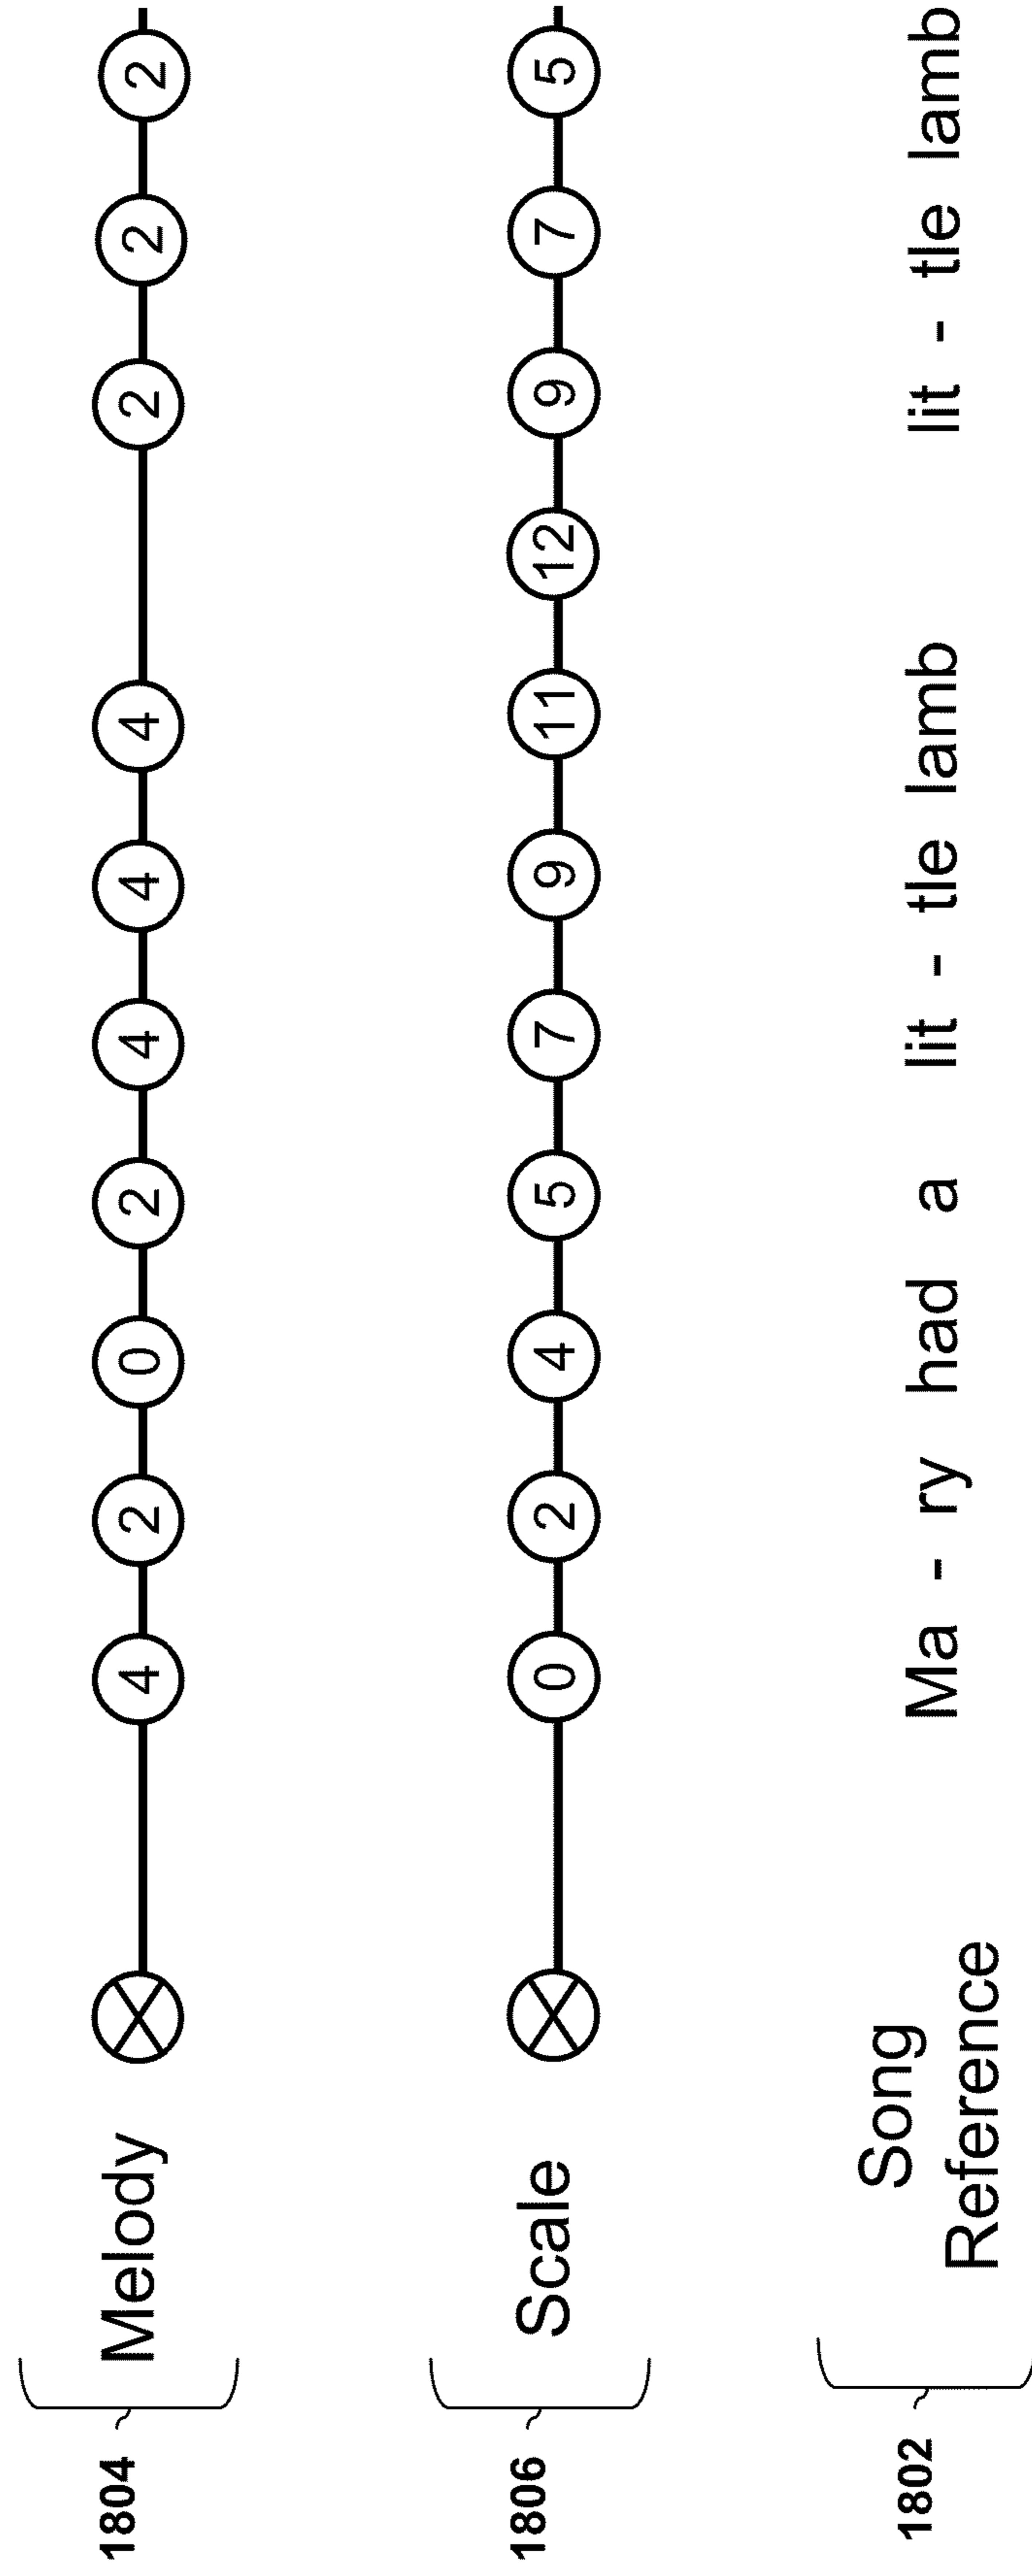 1804 Melody 4 2 0 2 4 4 4 2 2 2
1806 Scale 0 2 4 5 7 9 11 12 9 7 5
1802 Song Ma - ry had a lit - tle lamb lit - tle lamb
Reference